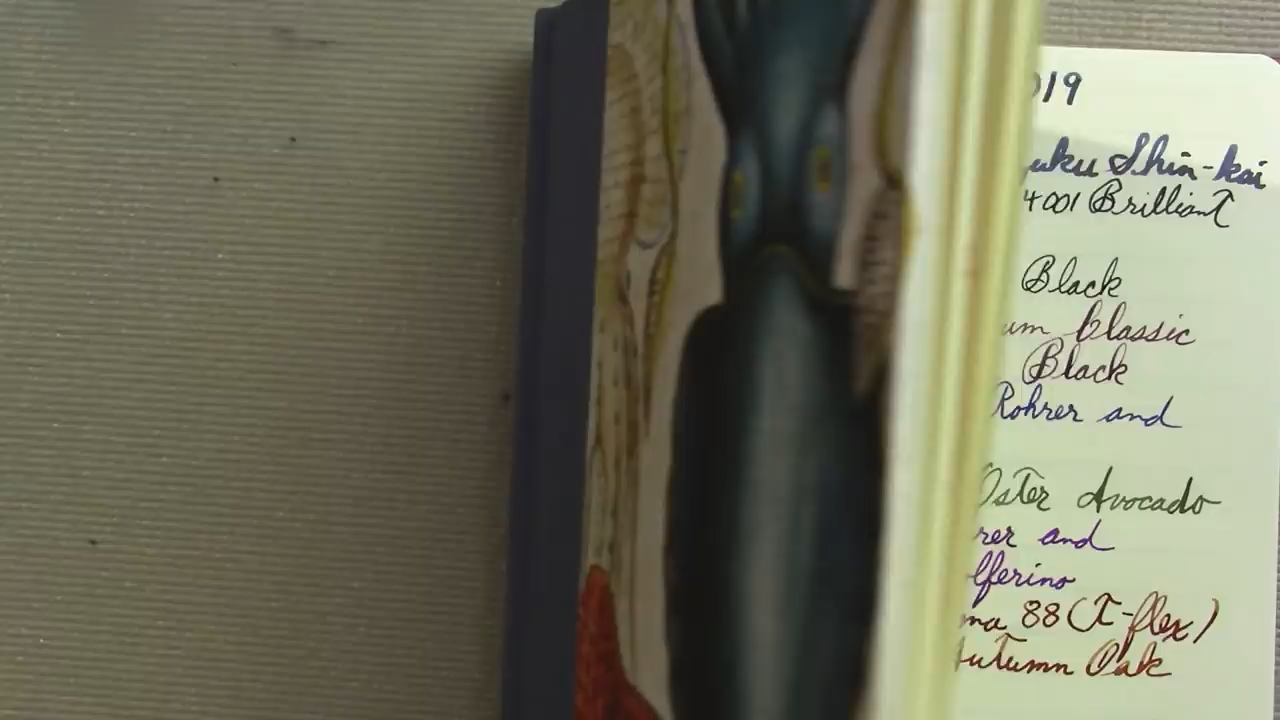 019
uku Shin-kai
4001 Brilliant
Black
um Classic
Black
Rohrer and
Oster Avocado
rer and
lferino
ma 88 (T-flex)
Autumn Oak